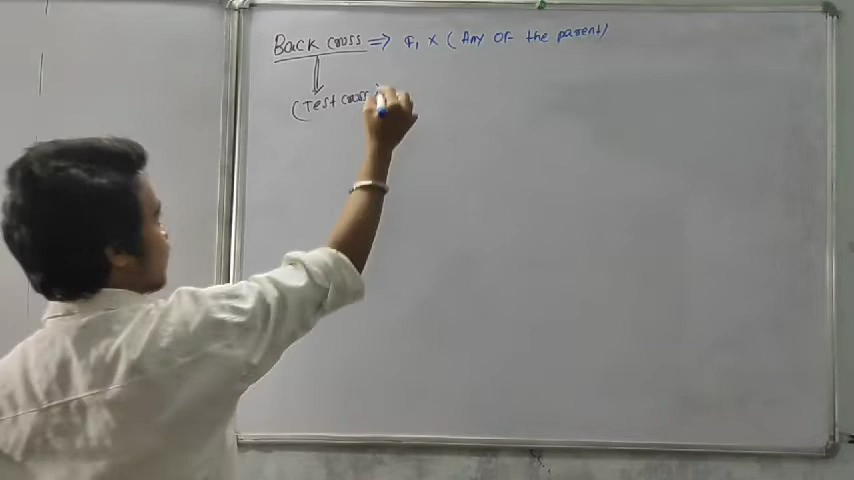 Back cross => F1 × (Any of the parent)
(Test cross